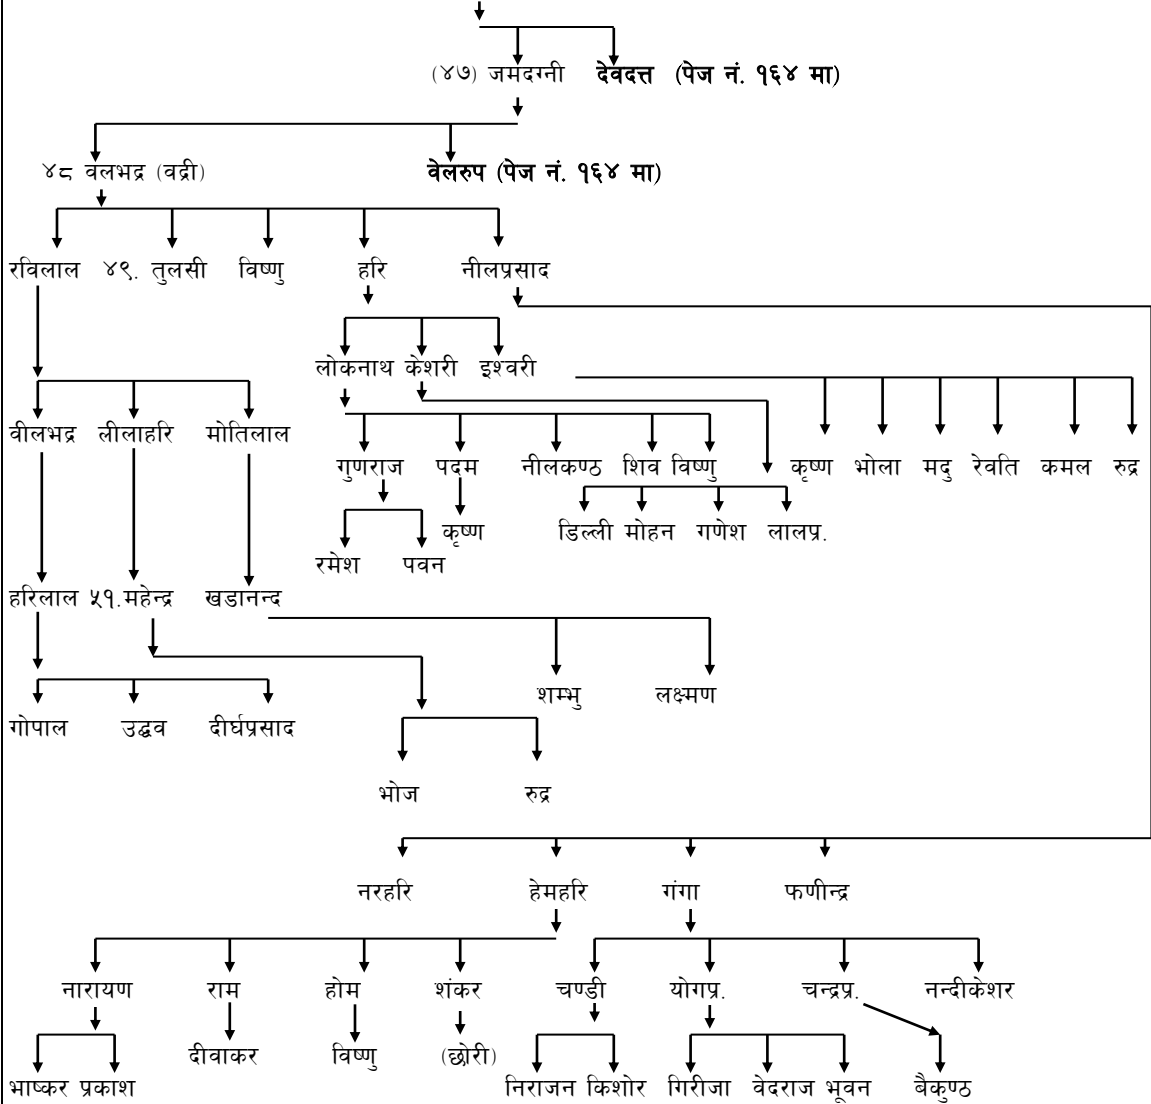 (४७) जमदग्नी देवदत्त (पेज नं. १६४ मा)
४८ वलभद्र (वद्री) वेलरुप (पेज नं. १६४ मा)
रविलाल ४९. तुलसी विष्णु हरि नीलप्रसाद
लोकनाथ केशरी इश्वरी
वीलभद्र लीलाहरि मोतिलाल
गुणराज पदम नीलकण्ठ शिव विष्णु कृष्ण भोला मदु रेवति कमल रुद्र
कृष्ण डिल्ली मोहन गणेश लालप्र.
रमेश पवन
हरिलाल ५१.महेन्द्र खडानन्द
शम्भु लक्ष्मण
गोपाल उद्धव दीर्घप्रसाद
भोज रुद्र
नरहरि हेमहरि गंगा फणीन्द्र
नारायण राम होम शंकर चण्डी योगप्र. चन्द्रप्र. नन्दीकेशर
दीवाकर विष्णु (छोरी)
भाष्कर प्रकाश निराजन किशोर गिरीजा वेदराज भूवन बैकुण्ठ